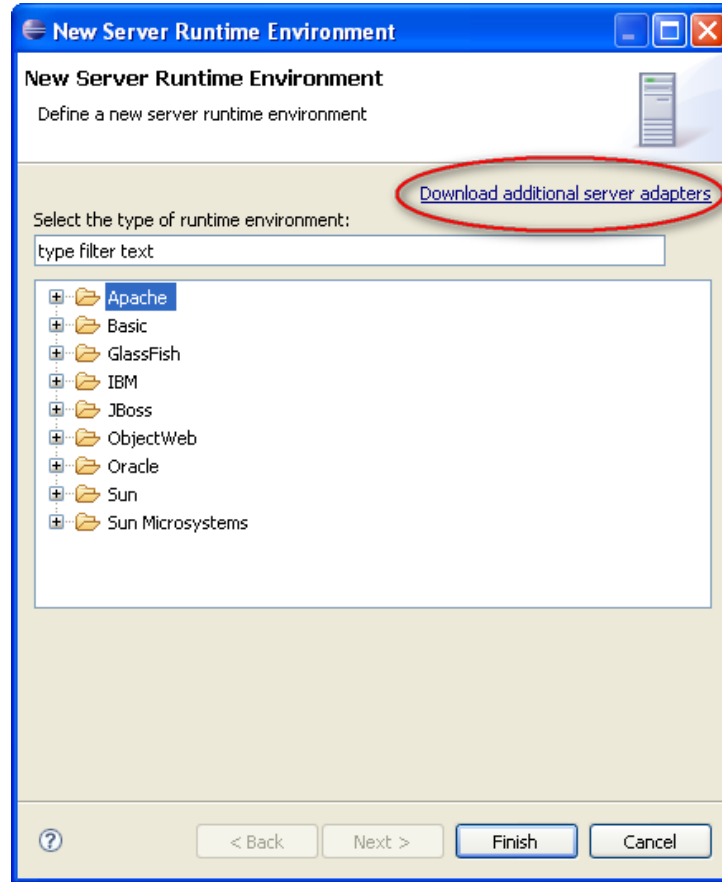 New Server Runtime Environment
New Server Runtime Environment
Define a new server runtime environment
Download additional server adapters
Select the type of runtime environment:
type filter text
Apache
Basic
GlassFish
IBM
JBoss
ObjectWeb
Oracle
Sun
Sun Microsystems
? < Back Next > Finish Cancel